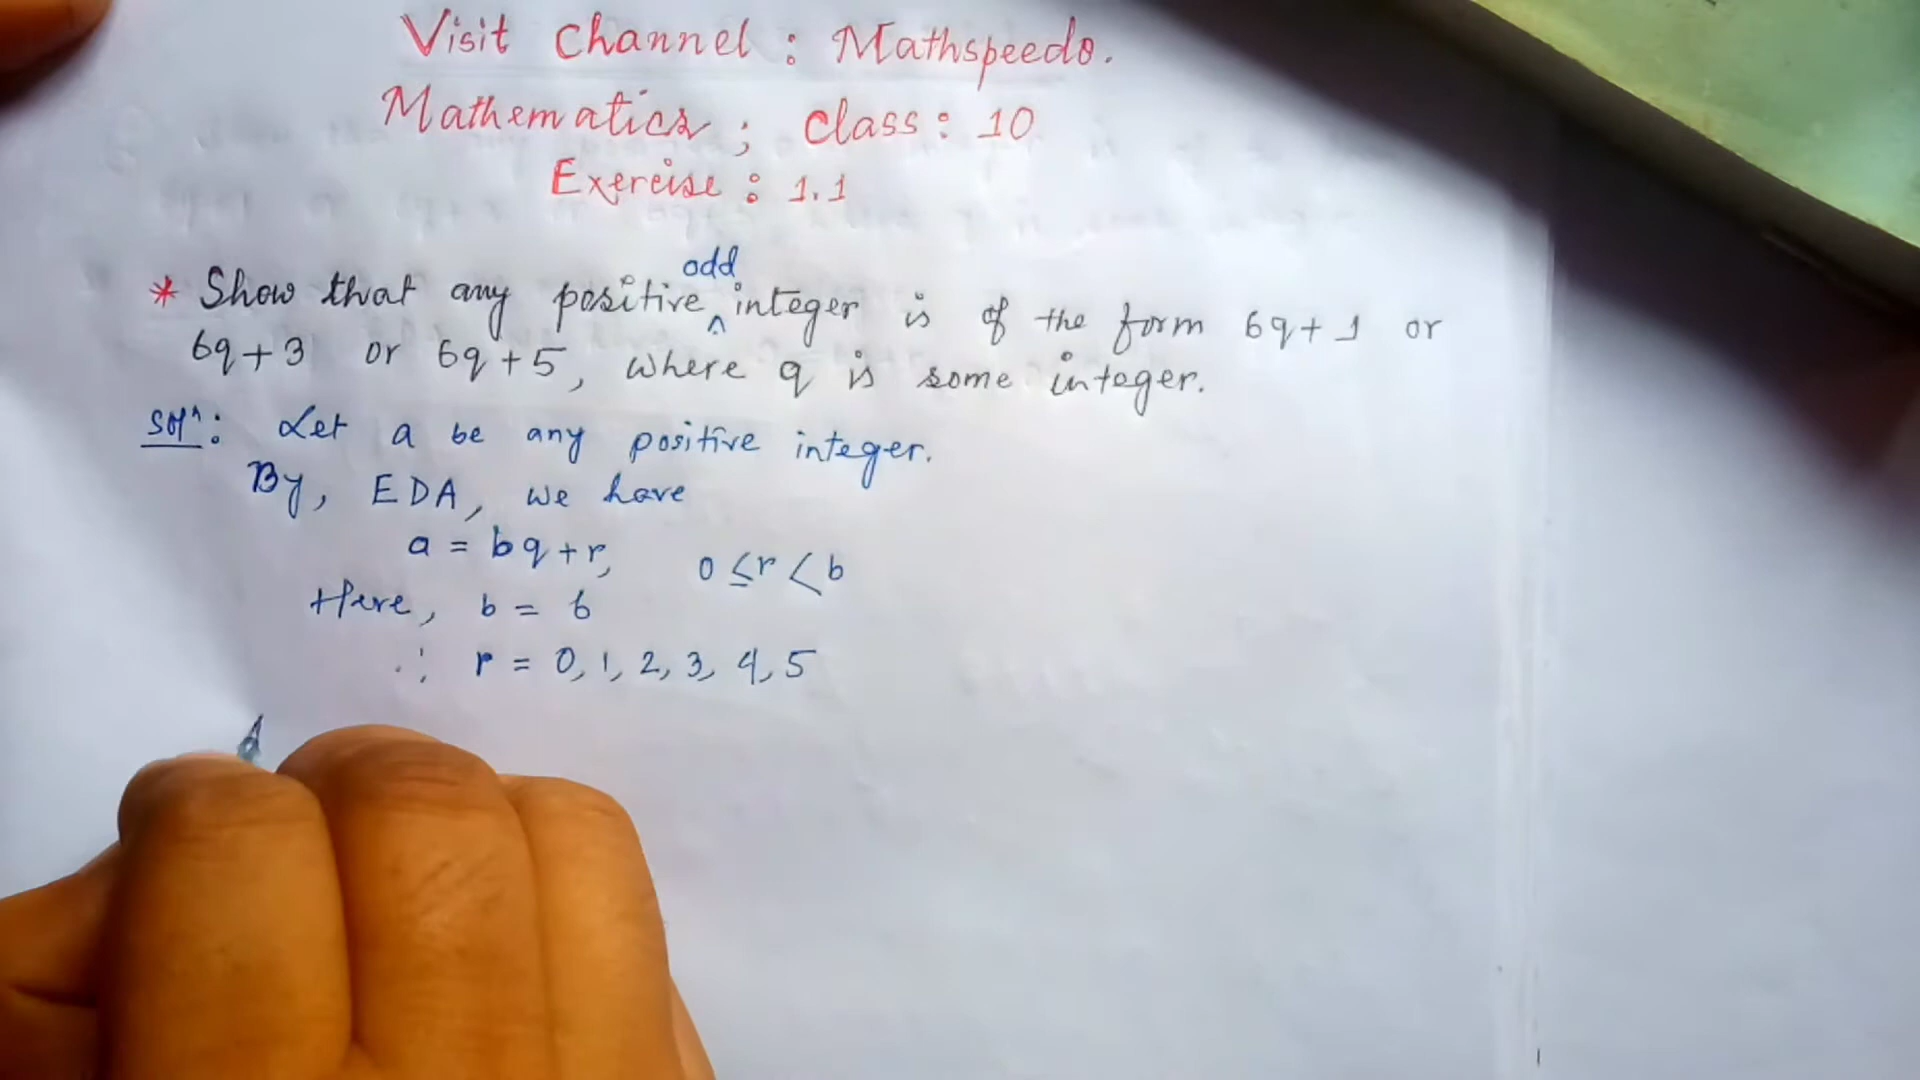 Visit Channel : Mathspeedo.
Mathematics ; Class : 10
Exercise : 1.1
* Show that any positive odd integer is of the form 6q + 1 or
6q + 3 or 6q + 5, where q is some integer.
Solⁿ : Let a be any positive integer.
By, EDA, we have
a = bq + r, 0 ≤ r < b
Here, b = 6
∴ r = 0, 1, 2, 3, 4, 5